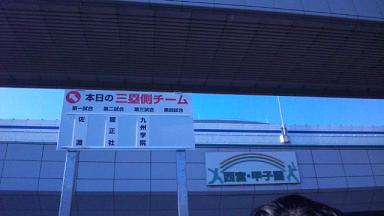 本日の三塁側チーム
第一試合 第二試合 第三試合 第四試合
佐渡
履正社
九州学院
西宮・甲子園